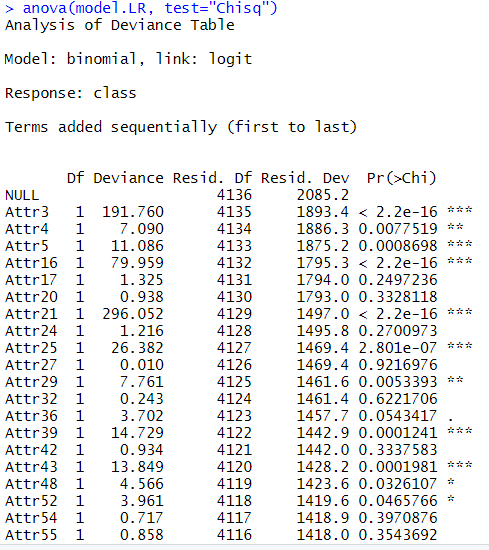 > anova(model.LR, test="Chisq")
Analysis of Deviance Table
Model: binomial, link: logit
Response: class
Terms added sequentially (first to last)
Df Deviance Resid. Df Resid. Dev Pr(>Chi)
NULL 4136 2085.2
Attr3 1 191.760 4135 1893.4 < 2.2e-16 ***
Attr4 1 7.090 4134 1886.3 0.0077519 **
Attr5 1 11.086 4133 1875.2 0.0008698 ***
Attr16 1 79.959 4132 1795.3 < 2.2e-16 ***
Attr17 1 1.325 4131 1794.0 0.2497236
Attr20 1 0.938 4130 1793.0 0.3328118
Attr21 1 296.052 4129 1497.0 < 2.2e-16 ***
Attr24 1 1.216 4128 1495.8 0.2700973
Attr25 1 26.382 4127 1469.4 2.801e-07 ***
Attr27 1 0.010 4126 1469.4 0.9216976
Attr29 1 7.761 4125 1461.6 0.0053393 **
Attr32 1 0.243 4124 1461.4 0.6221706
Attr36 1 3.702 4123 1457.7 0.0543417 .
Attr39 1 14.729 4122 1442.9 0.0001241 ***
Attr42 1 0.934 4121 1442.0 0.3337583
Attr43 1 13.849 4120 1428.2 0.0001981 ***
Attr48 1 4.566 4119 1423.6 0.0326107 *
Attr52 1 3.961 4118 1419.6 0.0465766 *
Attr54 1 0.717 4117 1418.9 0.3970876
Attr55 1 0.858 4116 1418.0 0.3543692